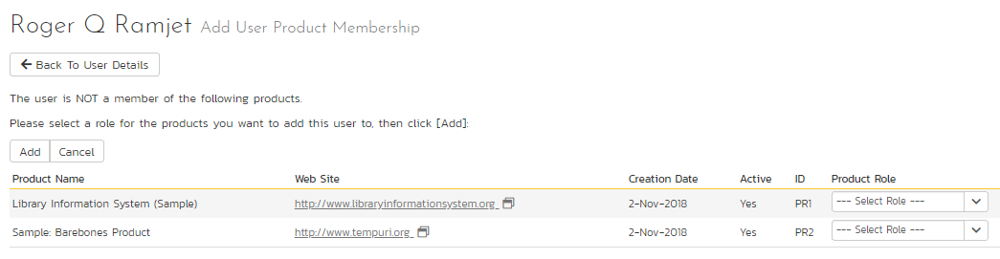 Roger Q Ramjet Add User Product Membership
Back To User Details
The user is NOT a member of the following products.
Please select a role for the products you want to add this user to, then click [Add]:
Add Cancel
Product Name Web Site Creation Date Active ID Product Role
Library Information System (Sample) http://www.libraryinformationsystem.org 2-Nov-2018 Yes PR1 --- Select Role ---
Sample: Barebones Product http://www.tempuri.org 2-Nov-2018 Yes PR2 --- Select Role ---